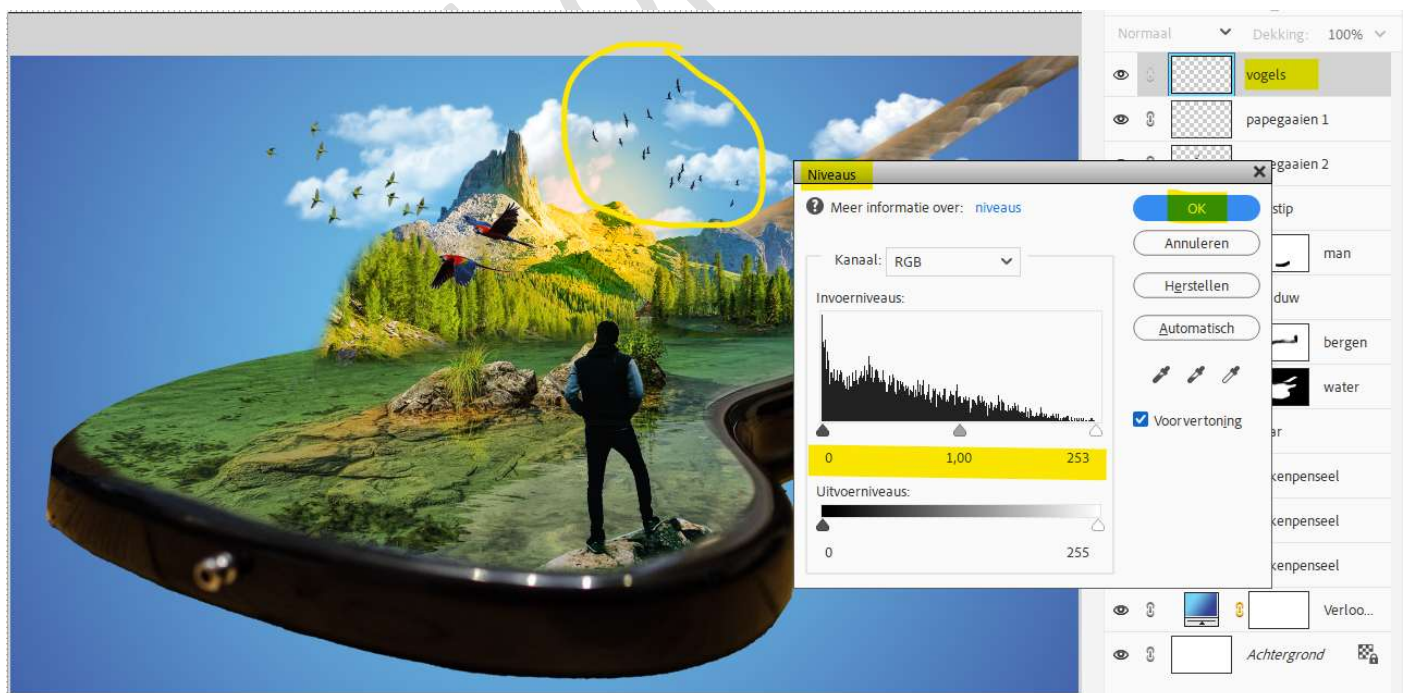 Normaal
Dekking: 100%
vogels
papegaaien 1
egaaien 2
stip
man
duw
bergen
water
ar
kenpenseel
kenpenseel
kenpenseel
Verloo...
Achtergrond
Niveaus
Meer informatie over: niveaus
Kanaal: RGB
Invoerniveaus:
0 1,00 253
Uitvoerniveaus:
0 255
OK
Annuleren
Herstellen
Automatisch
Voorvertoning